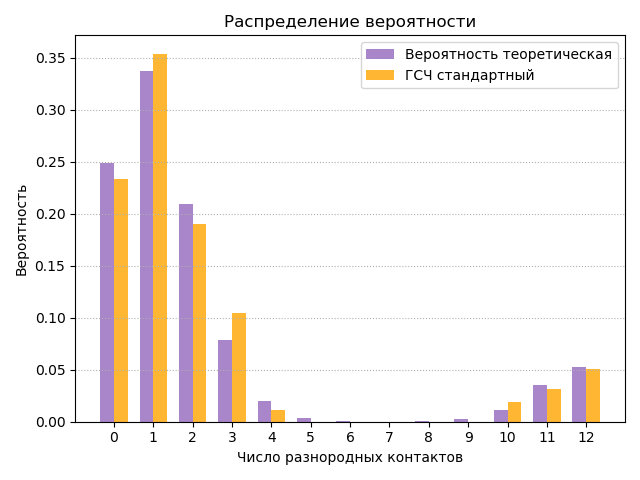 Распределение вероятности
Вероятность теоретическая
ГСЧ стандартный
0.35
0.30
0.25
0.20
0.15
0.10
0.05
0.00
Вероятность
0 1 2 3 4 5 6 7 8 9 10 11 12
Число разнородных контактов